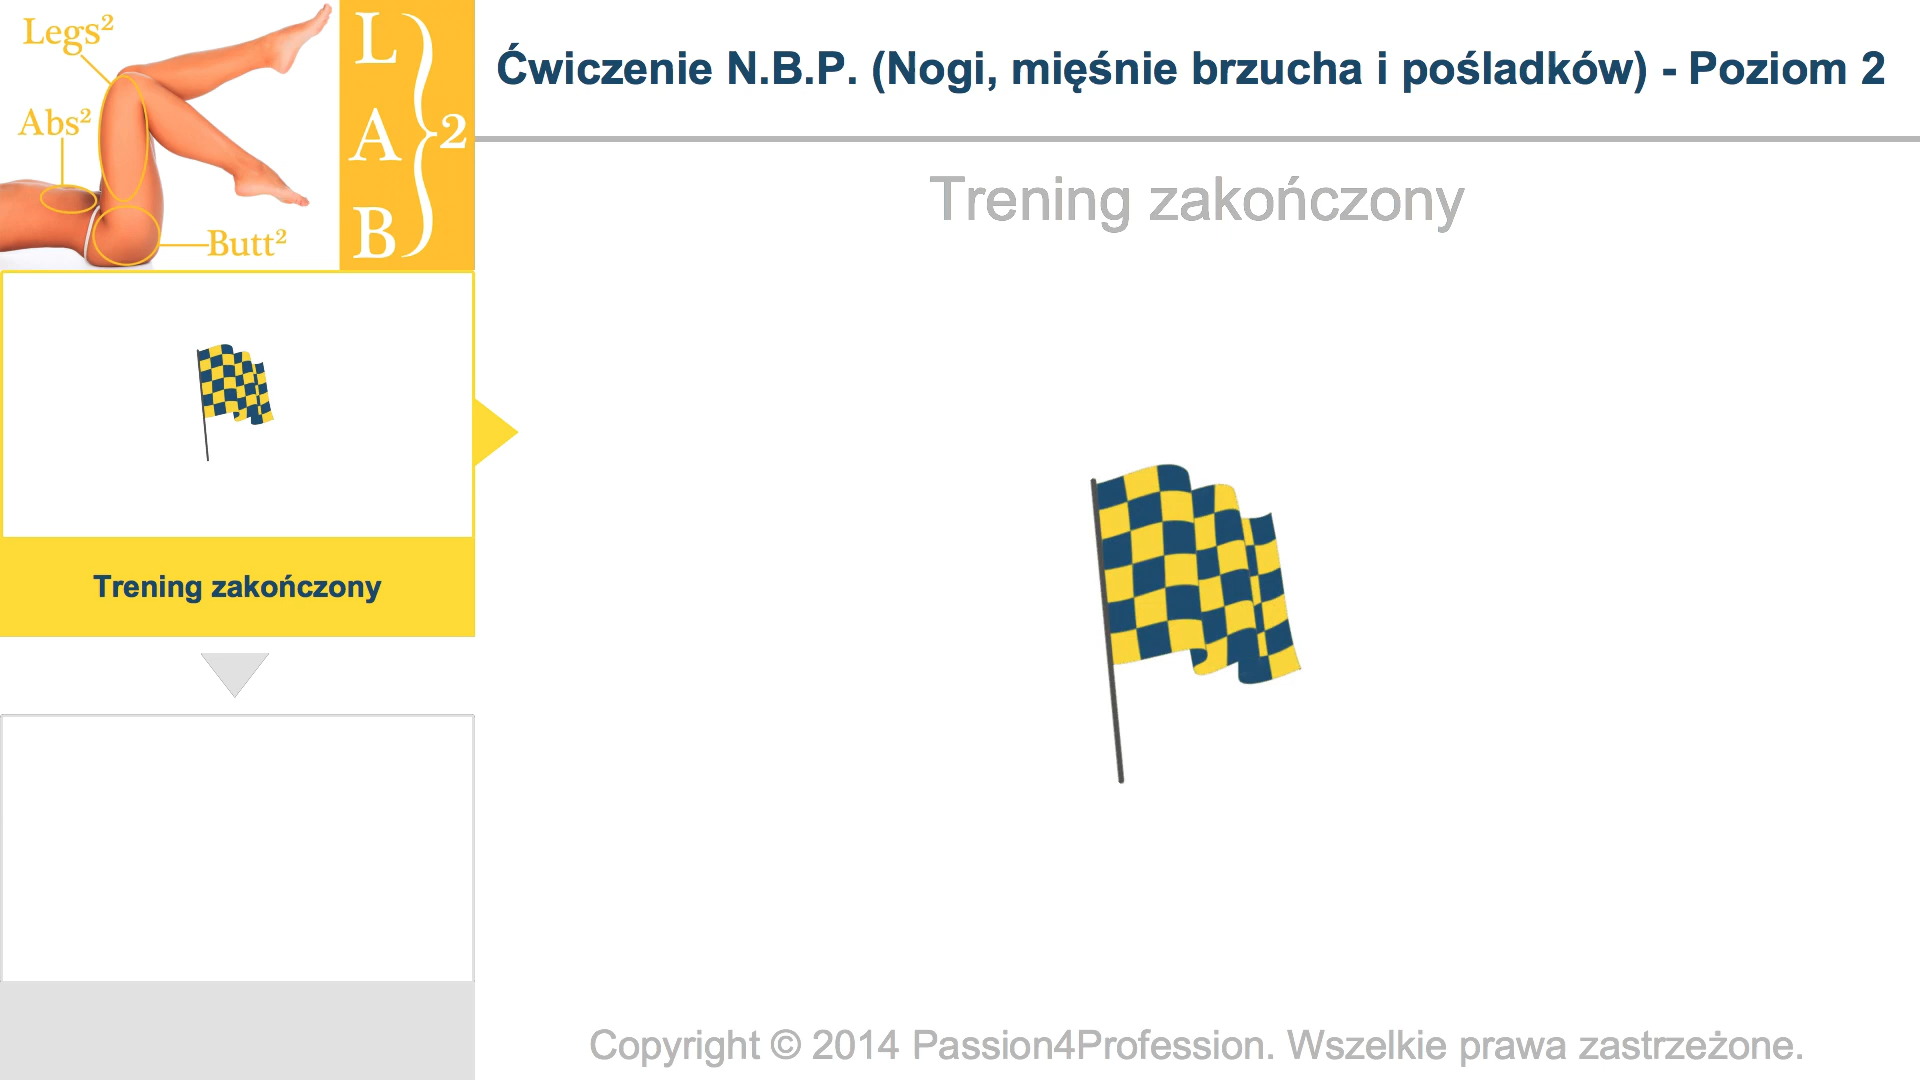 Legs²
Abs²
Butt²
L
A
B
2
Ćwiczenie N.B.P. (Nogi, mięśnie brzucha i pośladków) - Poziom 2
Trening zakończony
Trening zakończony
Copyright © 2014 Passion4Profession. Wszelkie prawa zastrzeżone.